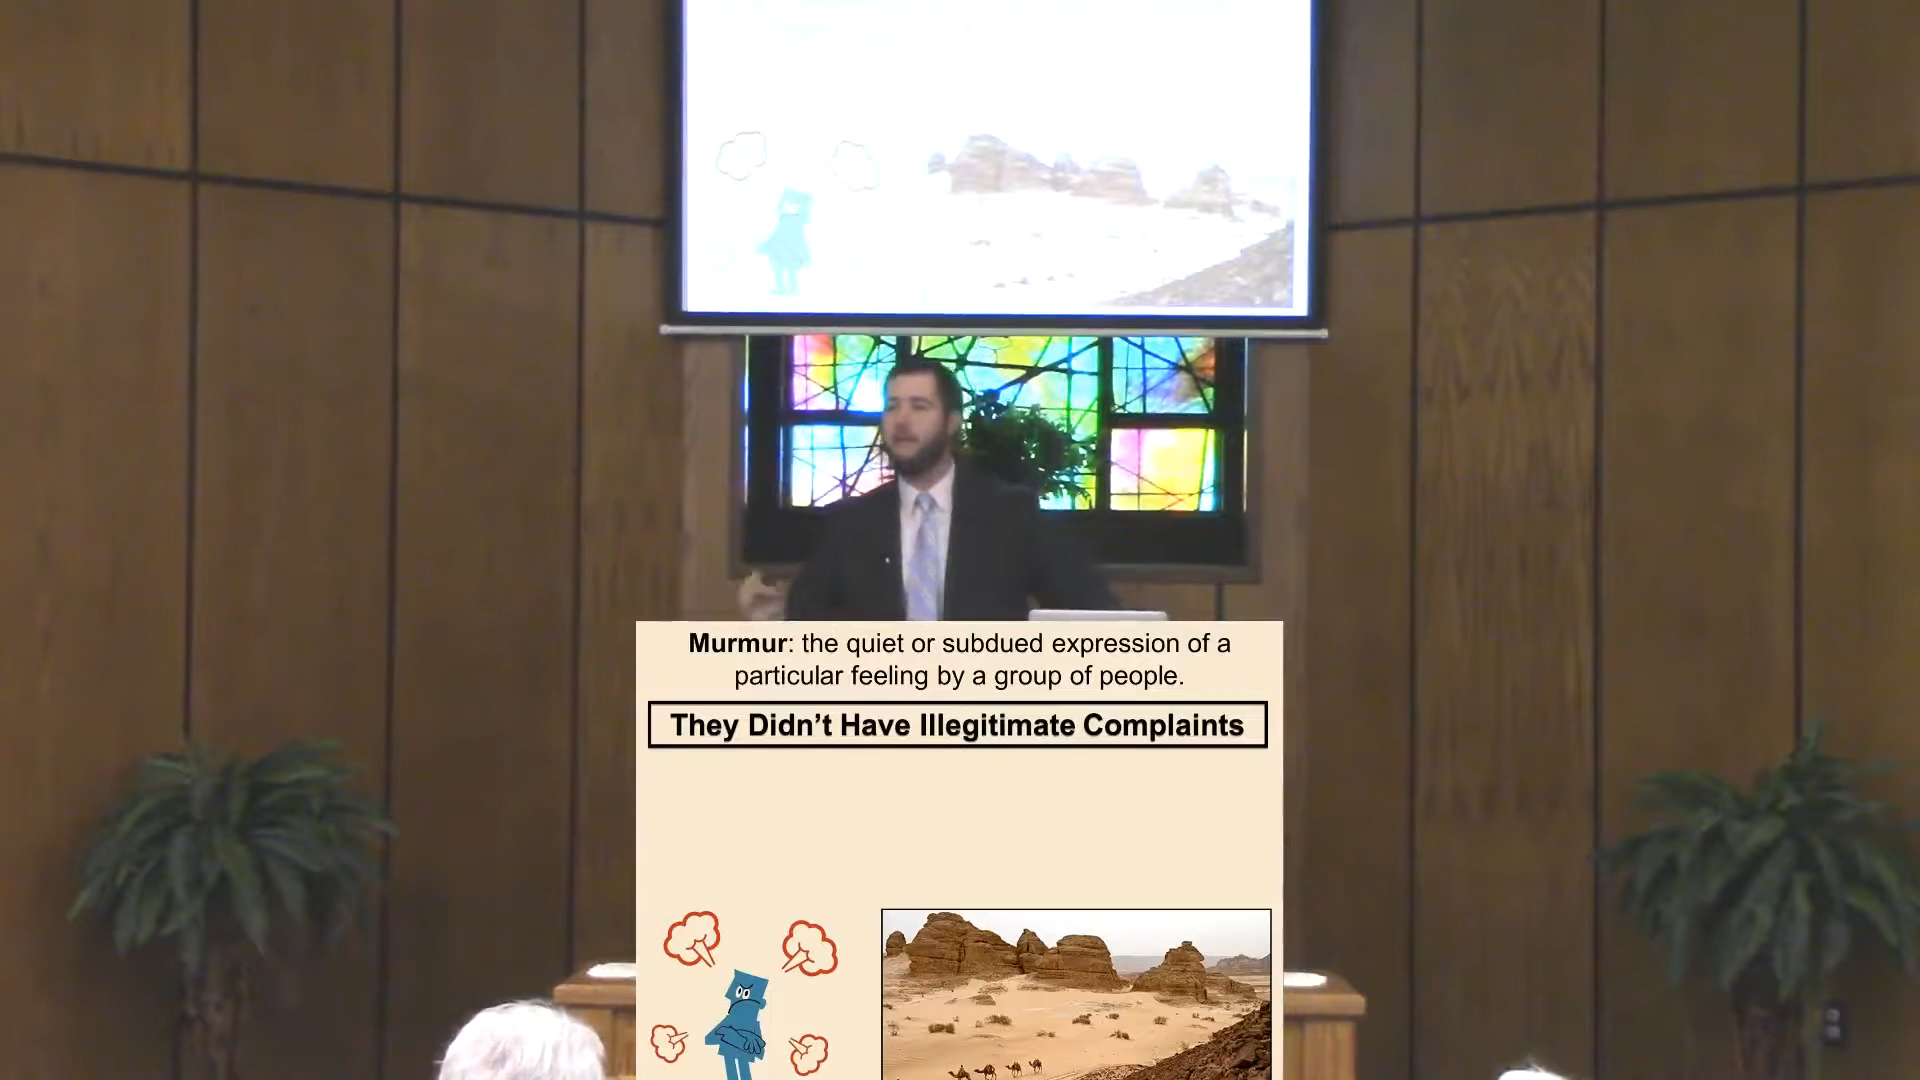 Murmur: the quiet or subdued expression of a
particular feeling by a group of people.
They Didn’t Have Illegitimate Complaints